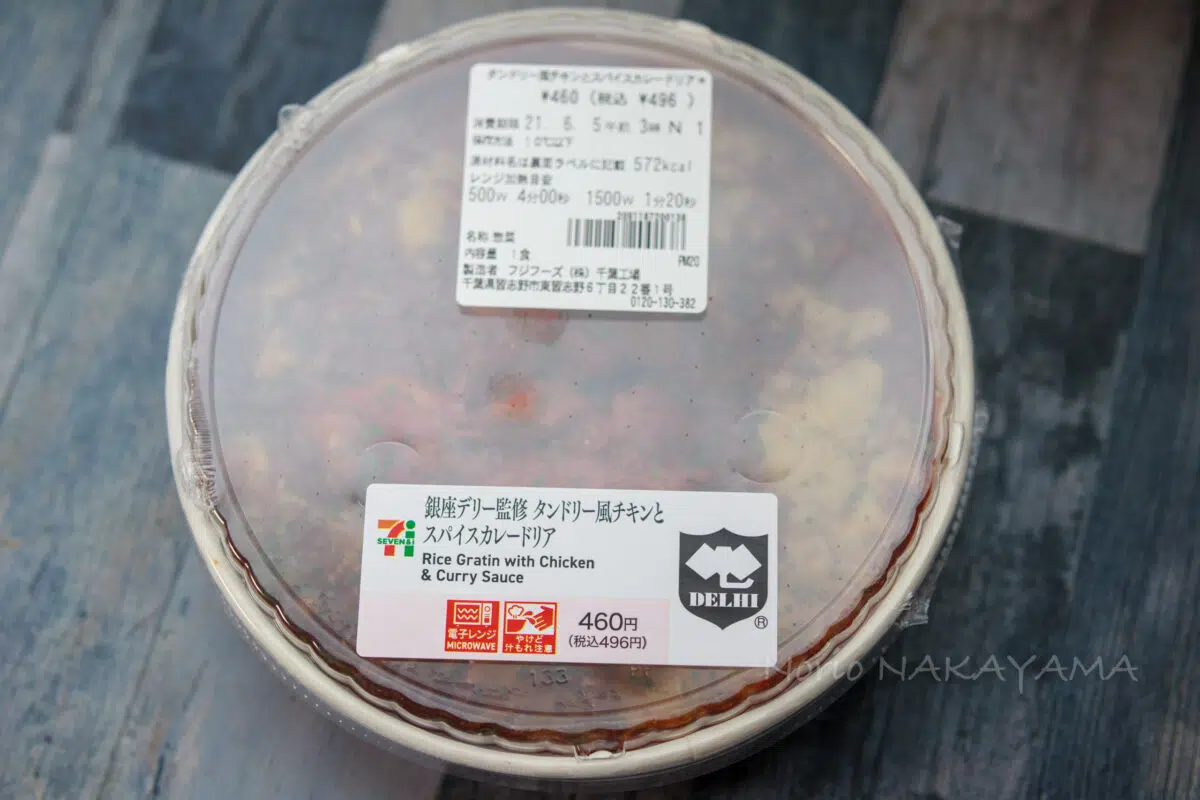 タンドリー風チキンとスパイスカレードリア*
¥460 (税込 ¥496 )
消費期限 21. 6. 5 午前 3時 N 1
保存方法 10℃以下
原材料名は裏面ラベルに記載 572kcal
レンジ加熱目安
500W 4分00秒 1500W 1分20秒
名称 惣菜
内容量 1食
PM20
製造者 フジフーズ (株) 千葉工場
千葉県習志野市東習志野6丁目22番1号
0120-130-382
銀座デリー監修 タンドリー風チキンと
スパイスカレードリア
SEVEN&i
Rice Gratin with Chicken
& Curry Sauce
DELHI
®
電子レンジ
MICROWAVE
やけど
汁もれ注意
460円
(税込496円)
133
Norio NAKAYAMA